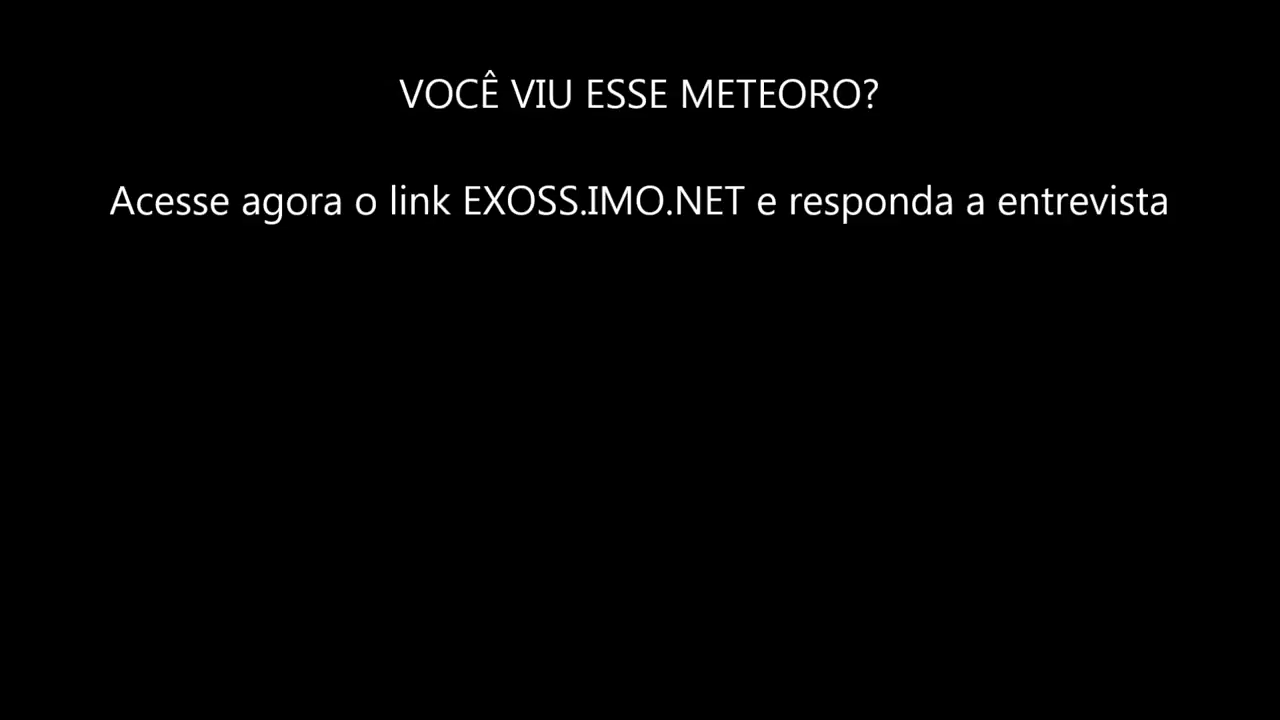 VOCÊ VIU ESSE METEORO?
Acesse agora o link EXOSS.IMO.NET e responda a entrevista